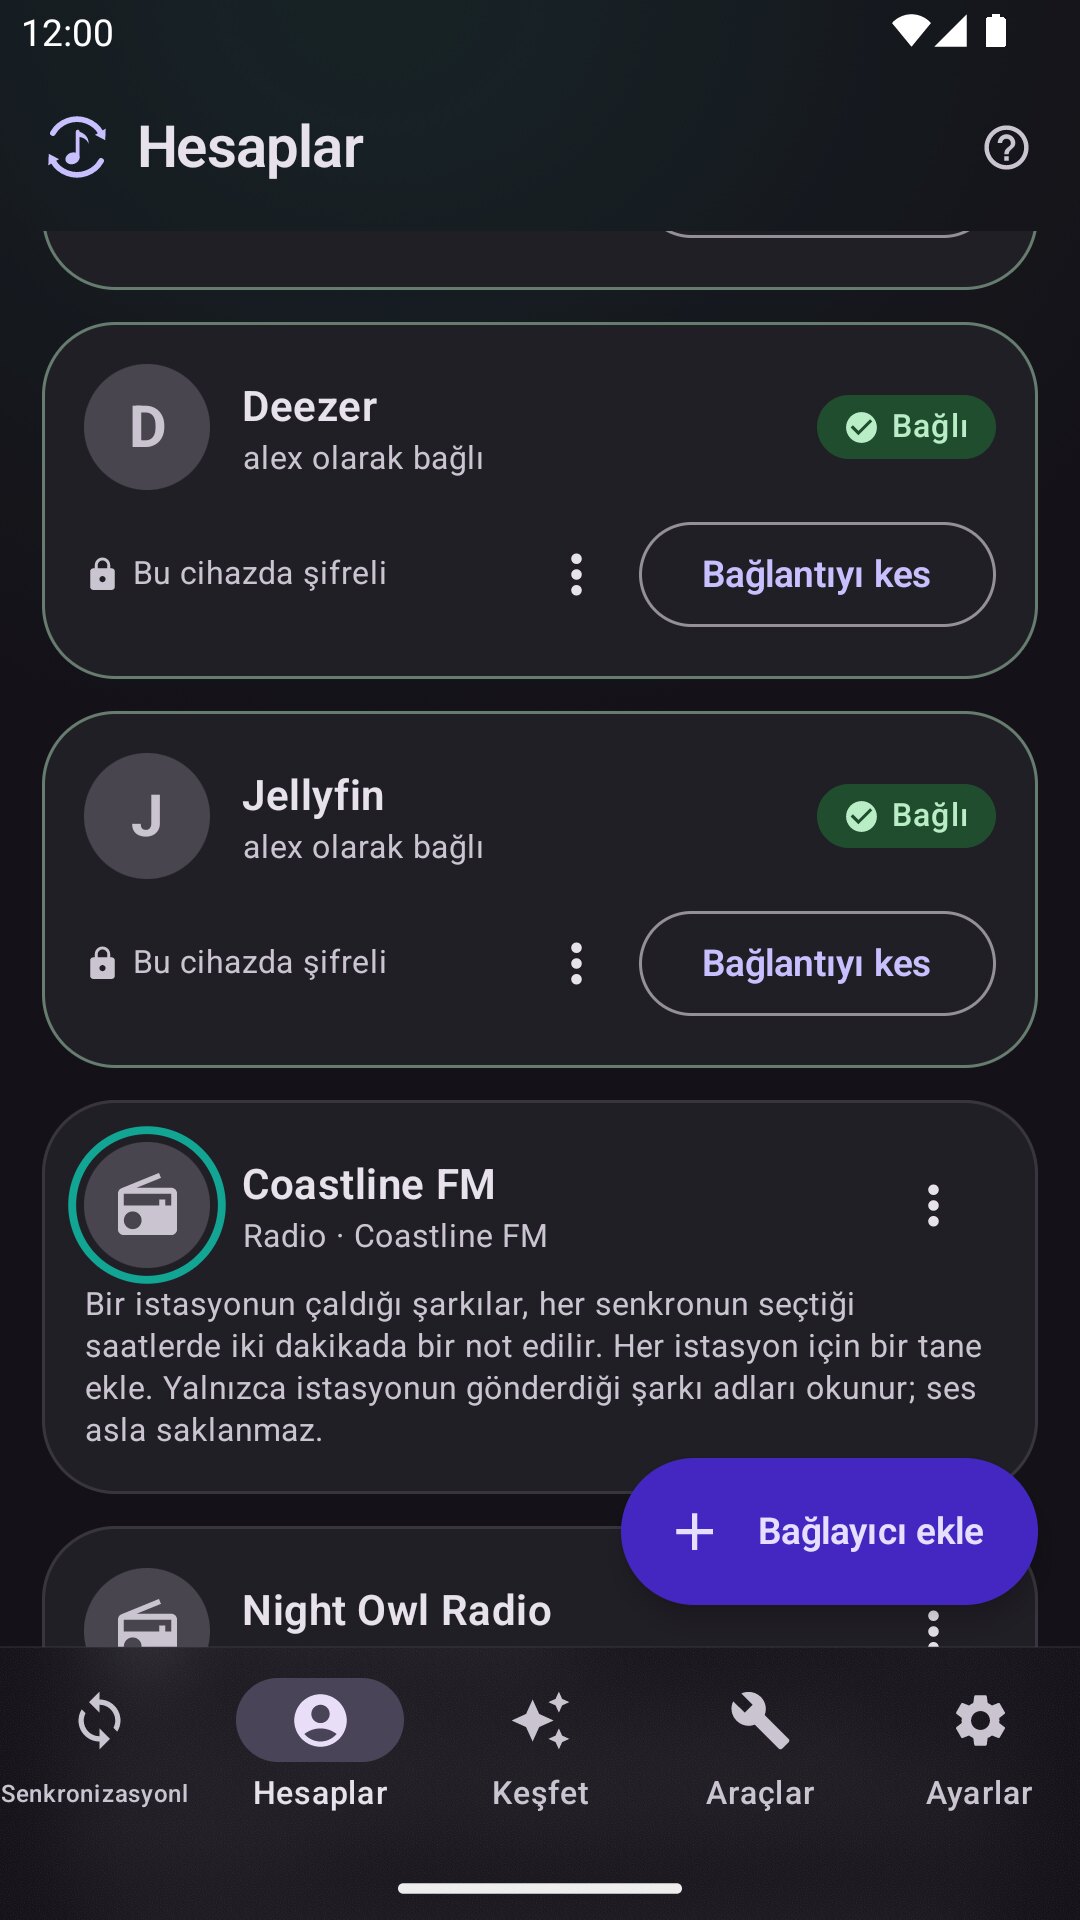 12:00
Hesaplar
D
Deezer
alex olarak bağlı
Bağlı
Bu cihazda şifreli
Bağlantıyı kes
J
Jellyfin
alex olarak bağlı
Bağlı
Bu cihazda şifreli
Bağlantıyı kes
Coastline FM
Radio · Coastline FM
Bir istasyonun çaldığı şarkılar, her senkronun seçtiği
saatlerde iki dakikada bir not edilir. Her istasyon için bir tane
ekle. Yalnızca istasyonun gönderdiği şarkı adları okunur; ses
asla saklanmaz.
Bağlayıcı ekle
Night Owl Radio
Senkronizasyonl
Hesaplar
Keşfet
Araçlar
Ayarlar